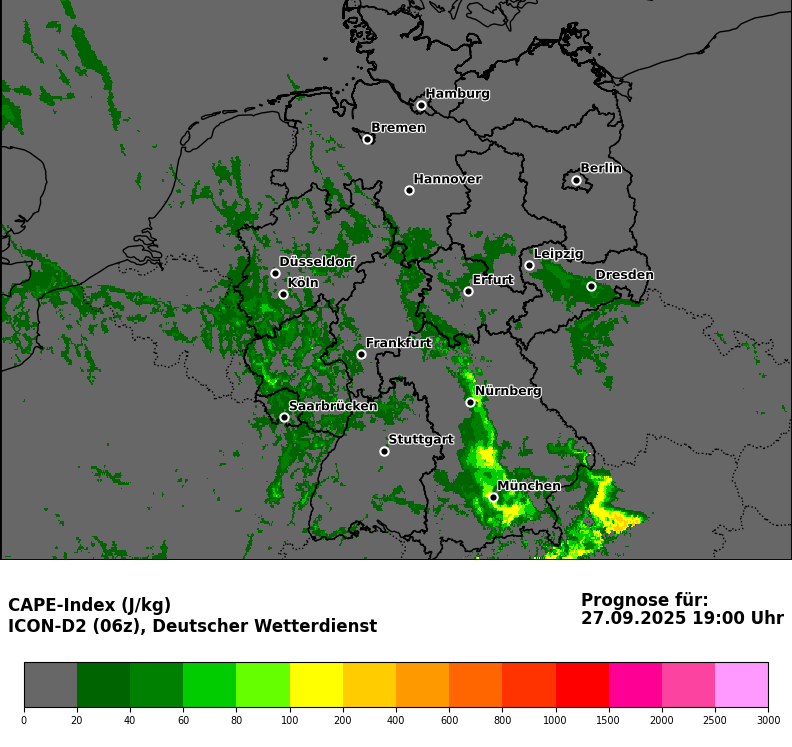 Hamburg
Bremen
Berlin
Hannover
Leipzig
Düsseldorf
Dresden
Köln
Erfurt
Frankfurt
Nürnberg
Saarbrücken
Stuttgart
München
CAPE-Index (J/kg)
ICON-D2 (06z), Deutscher Wetterdienst
Prognose für:
27.09.2025 19:00 Uhr
0 20 40 60 80 100 200 400 600 800 1000 1500 2000 2500 3000